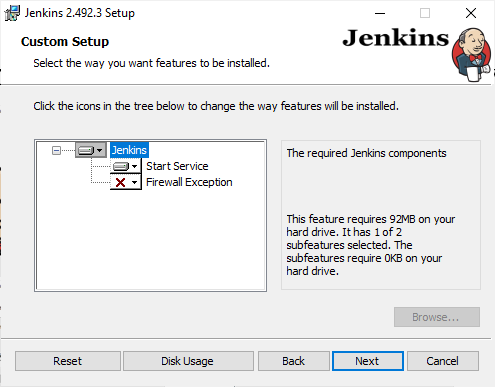 Jenkins 2.492.3 Setup
Custom Setup
Select the way you want features to be installed.
Jenkins
Click the icons in the tree below to change the way features will be installed.
Jenkins
Start Service
Firewall Exception
The required Jenkins components
This feature requires 92MB on your
hard drive. It has 1 of 2
subfeatures selected. The
subfeatures require 0KB on your
hard drive.
Browse...
Reset
Disk Usage
Back
Next
Cancel